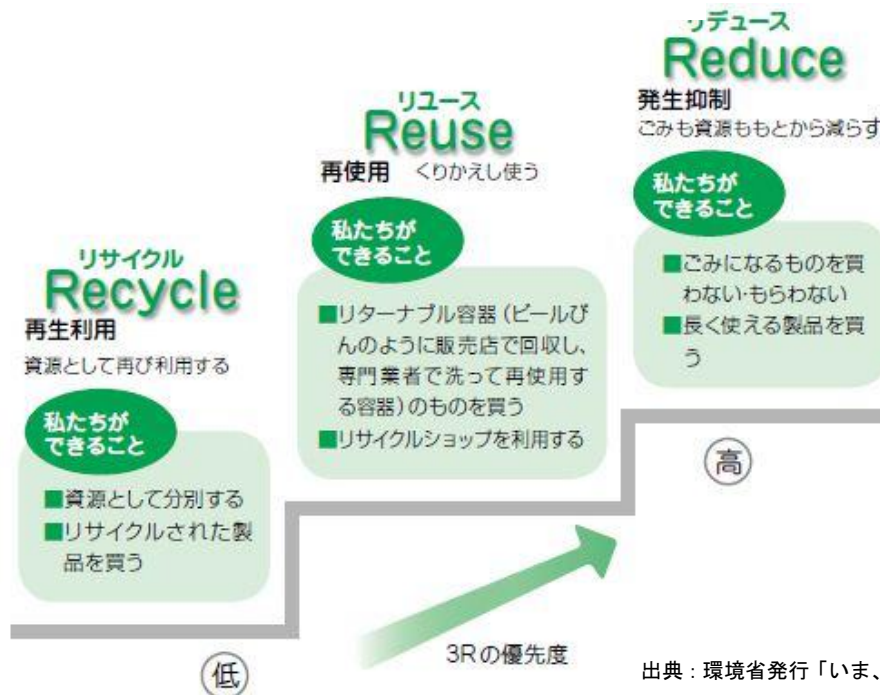 リサイクル
Recycle
再生利用
資源として再び利用する
私たちが
できること
■資源として分別する
■リサイクルされた製
品を買う
リユース
Reuse
再使用 くりかえし使う
私たちが
できること
■リターナブル容器（ビールび
んのように販売店で回収し、
専門業者で洗って再使用す
る容器）のものを買う
■リサイクルショップを利用する
リデュース
Reduce
発生抑制
ごみも資源ももとから減らす
私たちが
できること
■ごみになるものを買
わない・もらわない
■長く使える製品を買
う
低
3Rの優先度
高
出典：環境省発行「いま、